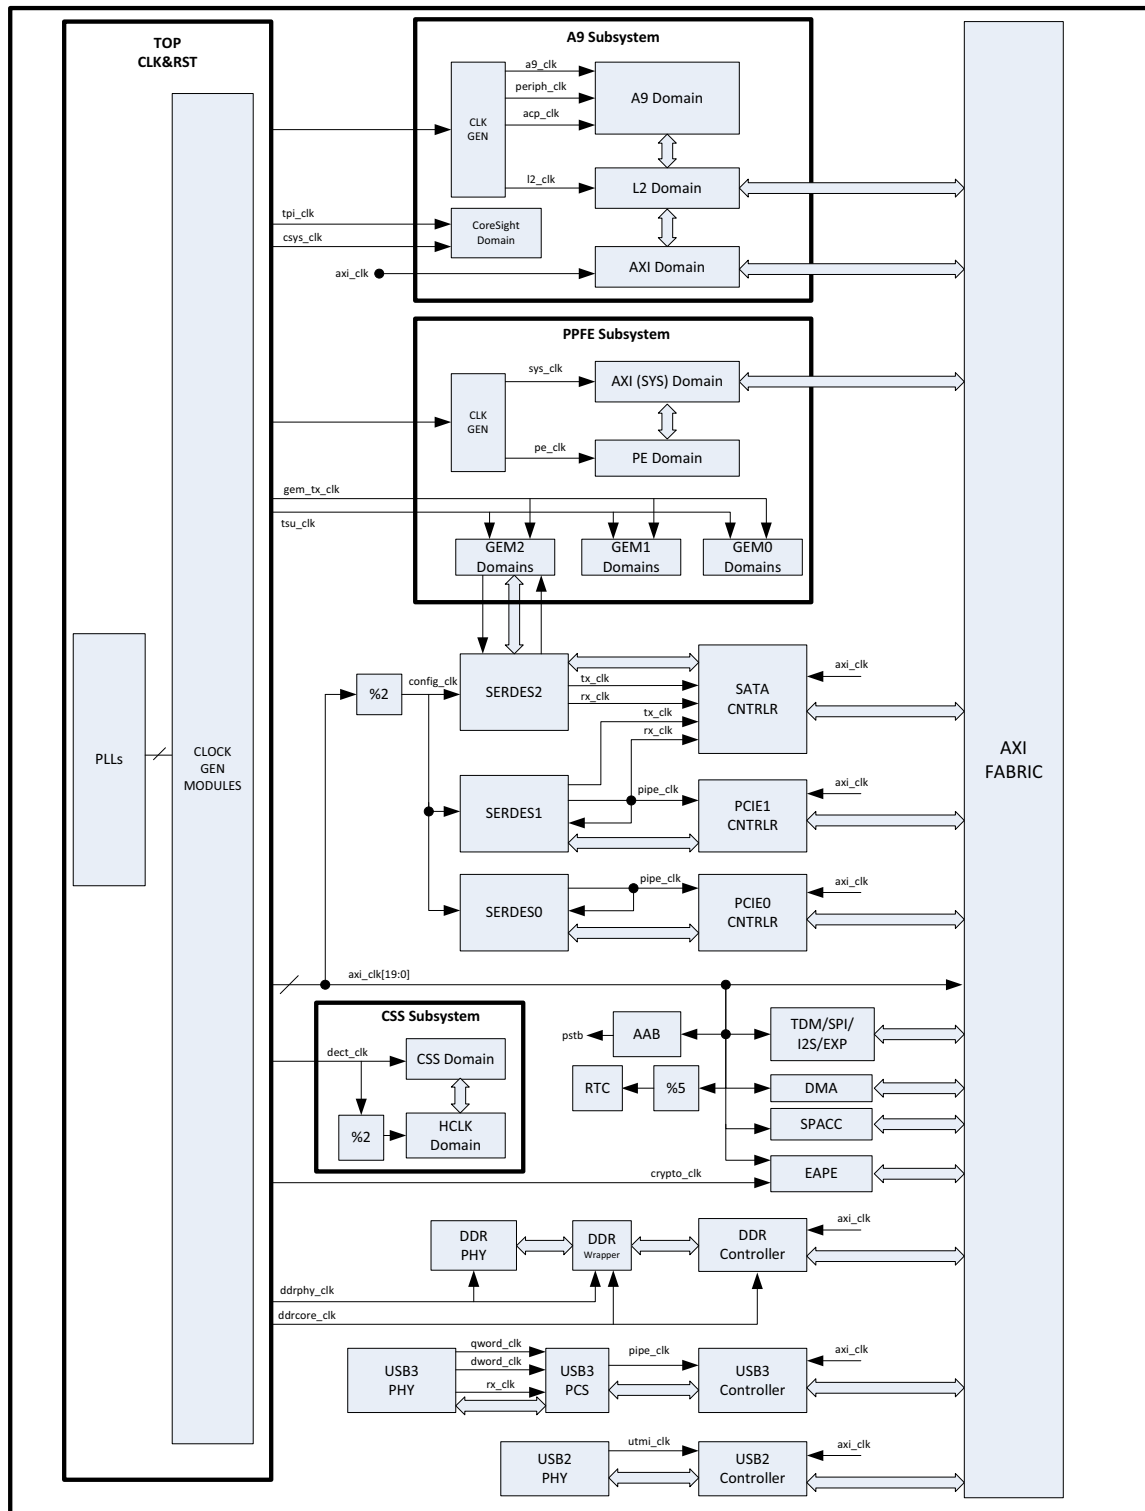 TOP
CLK&RST
PLLs
CLOCK
GEN
MODULES
A9 Subsystem
CLK
GEN
a9_clk
periph_clk
acp_clk
l2_clk
A9 Domain
L2 Domain
tpi_clk
csys_clk
CoreSight
Domain
axi_clk
AXI Domain
PPFE Subsystem
CLK
GEN
sys_clk
AXI (SYS) Domain
pe_clk
PE Domain
gem_tx_clk
tsu_clk
GEM2
Domains
GEM1
Domains
GEM0
Domains
%2
config_clk
SERDES2
tx_clk
rx_clk
tx_clk
rx_clk
SATA
CNTRLR
axi_clk
AXI
FABRIC
SERDES1
pipe_clk
PCIE1
CNTRLR
axi_clk
SERDES0
pipe_clk
PCIE0
CNTRLR
axi_clk
axi_clk[19:0]
CSS Subsystem
dect_clk
CSS Domain
%2
HCLK
Domain
pstb
AAB
TDM/SPI/
I2S/EXP
RTC
%5
DMA
SPACC
crypto_clk
EAPE
DDR
PHY
DDR
Wrapper
DDR
Controller
axi_clk
ddrphy_clk
ddrcore_clk
USB3
PHY
qword_clk
dword_clk
rx_clk
USB3
PCS
pipe_clk
USB3
Controller
axi_clk
USB2
PHY
utmi_clk
USB2
Controller
axi_clk